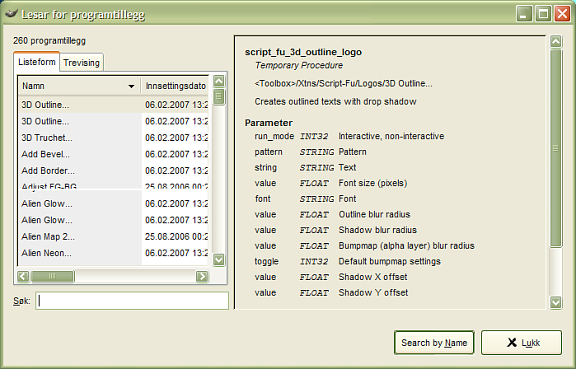 Lesar for programtillegg
260 programtillegg
Listeform Trevising
Namn Innsettingsdato
3D Outline... 06.02.2007 13:2
3D Outline... 06.02.2007 13:2
3D Truchet... 06.02.2007 13:2
Add Bevel... 06.02.2007 13:2
Add Border... 06.02.2007 13:2
Adjust FG-BG 25.08.2006 00:2
Alien Glow... 06.02.2007 13:2
Alien Glow... 06.02.2007 13:2
Alien Map 2... 25.08.2006 00:2
Alien Neon... 06.02.2007 13:2
Søk:
script_fu_3d_outline_logo
Temporary Procedure
<Toolbox>/Xtns/Script-Fu/Logos/3D Outline...
Creates outlined texts with drop shadow
Parameter
run_mode INT32 Interactive, non-interactive
pattern STRING Pattern
string STRING Text
value FLOAT Font size (pixels)
font STRING Font
value FLOAT Outline blur radius
value FLOAT Shadow blur radius
value FLOAT Bumpmap (alpha layer) blur radius
toggle INT32 Default bumpmap settings
value FLOAT Shadow X offset
value FLOAT Shadow Y offset
Search by Name
Lukk